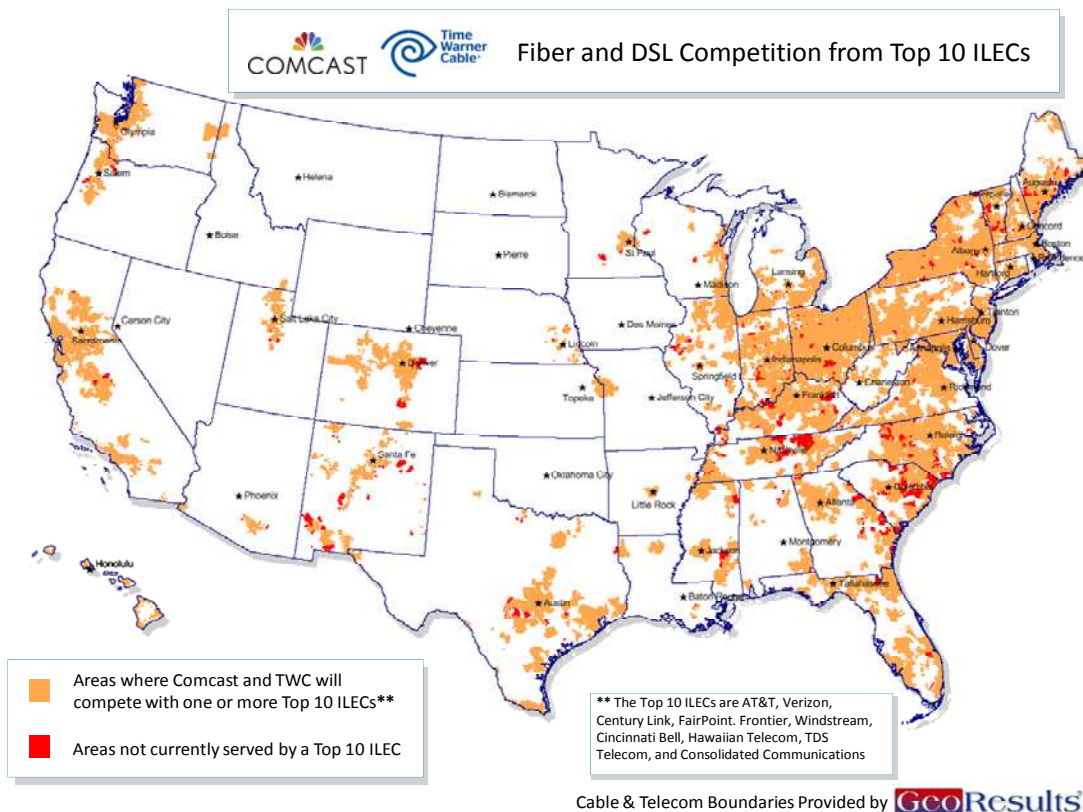 COMCAST
Time
Warner
Cable
Fiber and DSL Competition from Top 10 ILECs
Olympia
Salem
Helena
Bismarck
St Paul
Augusta
Concord
Boston
Albany
Hartford
Boise
Pierre
Madison
Lansing
Carson City
Salt Lake City
Cheyenne
Des Moines
Lincoln
Harrisburg
Trenton
Dover
Annapolis
Sacramento
Denver
Topeka
Jefferson City
Springfield
Indianapolis
Columbus
Charleston
Frankfort
Richmond
Raleigh
Santa Fe
Oklahoma City
Nashville
Phoenix
Little Rock
Atlanta
Columbia
Jackson
Montgomery
Honolulu
Austin
Baton Rouge
Tallahassee
Areas where Comcast and TWC will
compete with one or more Top 10 ILECs**
Areas not currently served by a Top 10 ILEC
** The Top 10 ILECs are AT&T, Verizon,
Century Link, FairPoint. Frontier, Windstream,
Cincinnati Bell, Hawaiian Telecom, TDS
Telecom, and Consolidated Communications
Cable & Telecom Boundaries Provided by GeoResults